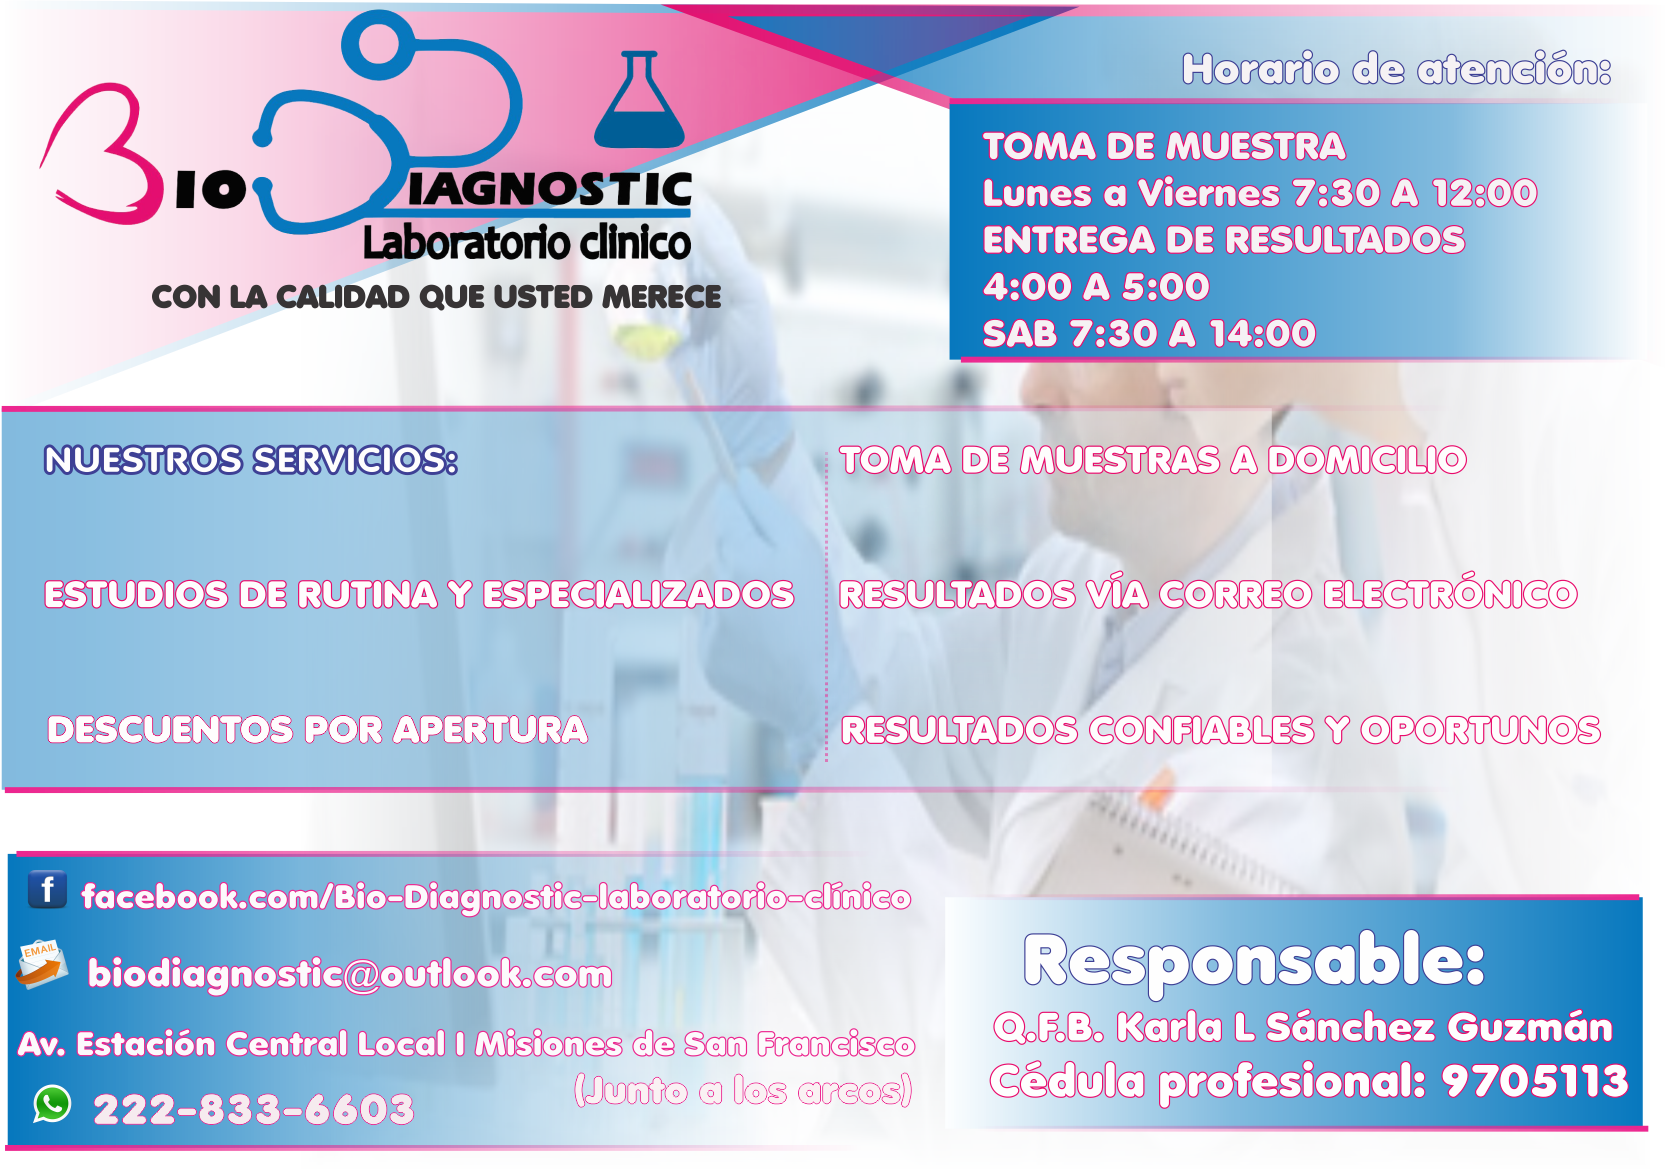 BIO DIAGNOSTIC
Laboratorio clinico
CON LA CALIDAD QUE USTED MERECE
Horario de atención:
TOMA DE MUESTRA
Lunes a Viernes 7:30 A 12:00
ENTREGA DE RESULTADOS
4:00 A 5:00
SAB 7:30 A 14:00
NUESTROS SERVICIOS:
ESTUDIOS DE RUTINA Y ESPECIALIZADOS
DESCUENTOS POR APERTURA
TOMA DE MUESTRAS A DOMICILIO
RESULTADOS VÍA CORREO ELECTRÓNICO
RESULTADOS CONFIABLES Y OPORTUNOS
f facebook.com/Bio-Diagnostic-laboratorio-clínico
EMAIL
biodiagnostic@outlook.com
Av. Estación Central Local I Misiones de San Francisco
(Junto a los arcos)
222-833-6603
Responsable:
Q.F.B. Karla L Sánchez Guzmán
Cédula profesional: 9705113